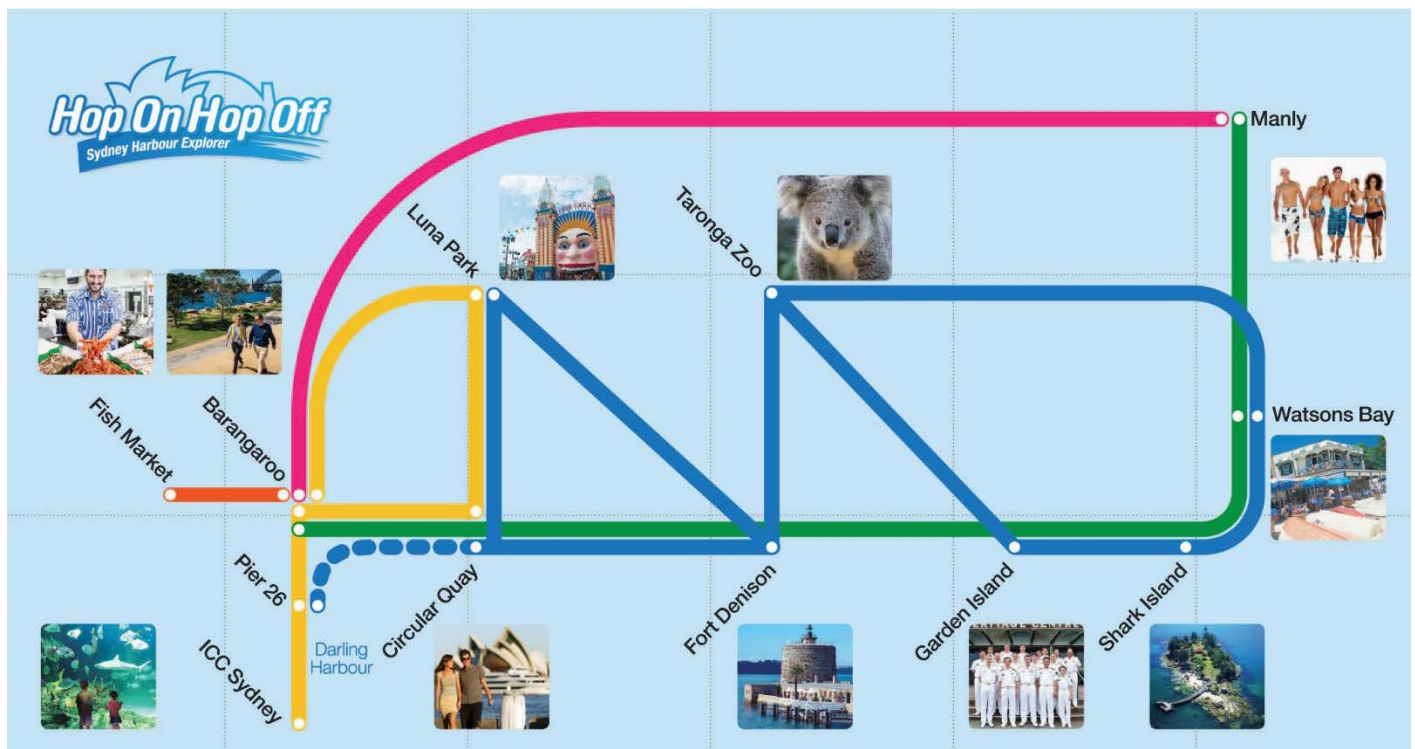 Hop On Hop Off
Sydney Harbour Explorer
Manly
Luna Park
Taronga Zoo
Fish Market
Barangaroo
Watsons Bay
Pier 26
ICC Sydney
Darling
Harbour
Circular Quay
Fort Denison
Garden Island
Shark Island